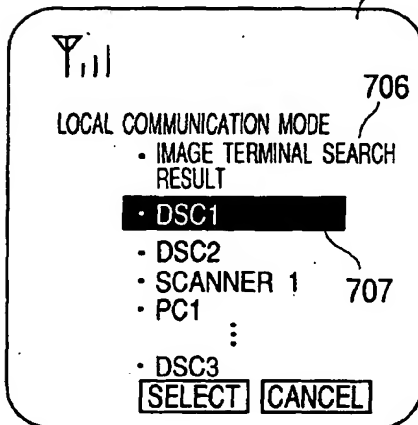 706
LOCAL COMMUNICATION MODE
· IMAGE TERMINAL SEARCH
RESULT
· DSC1
· DSC2
· SCANNER 1
707
· PC1
⋮
· DSC3
SELECT CANCEL